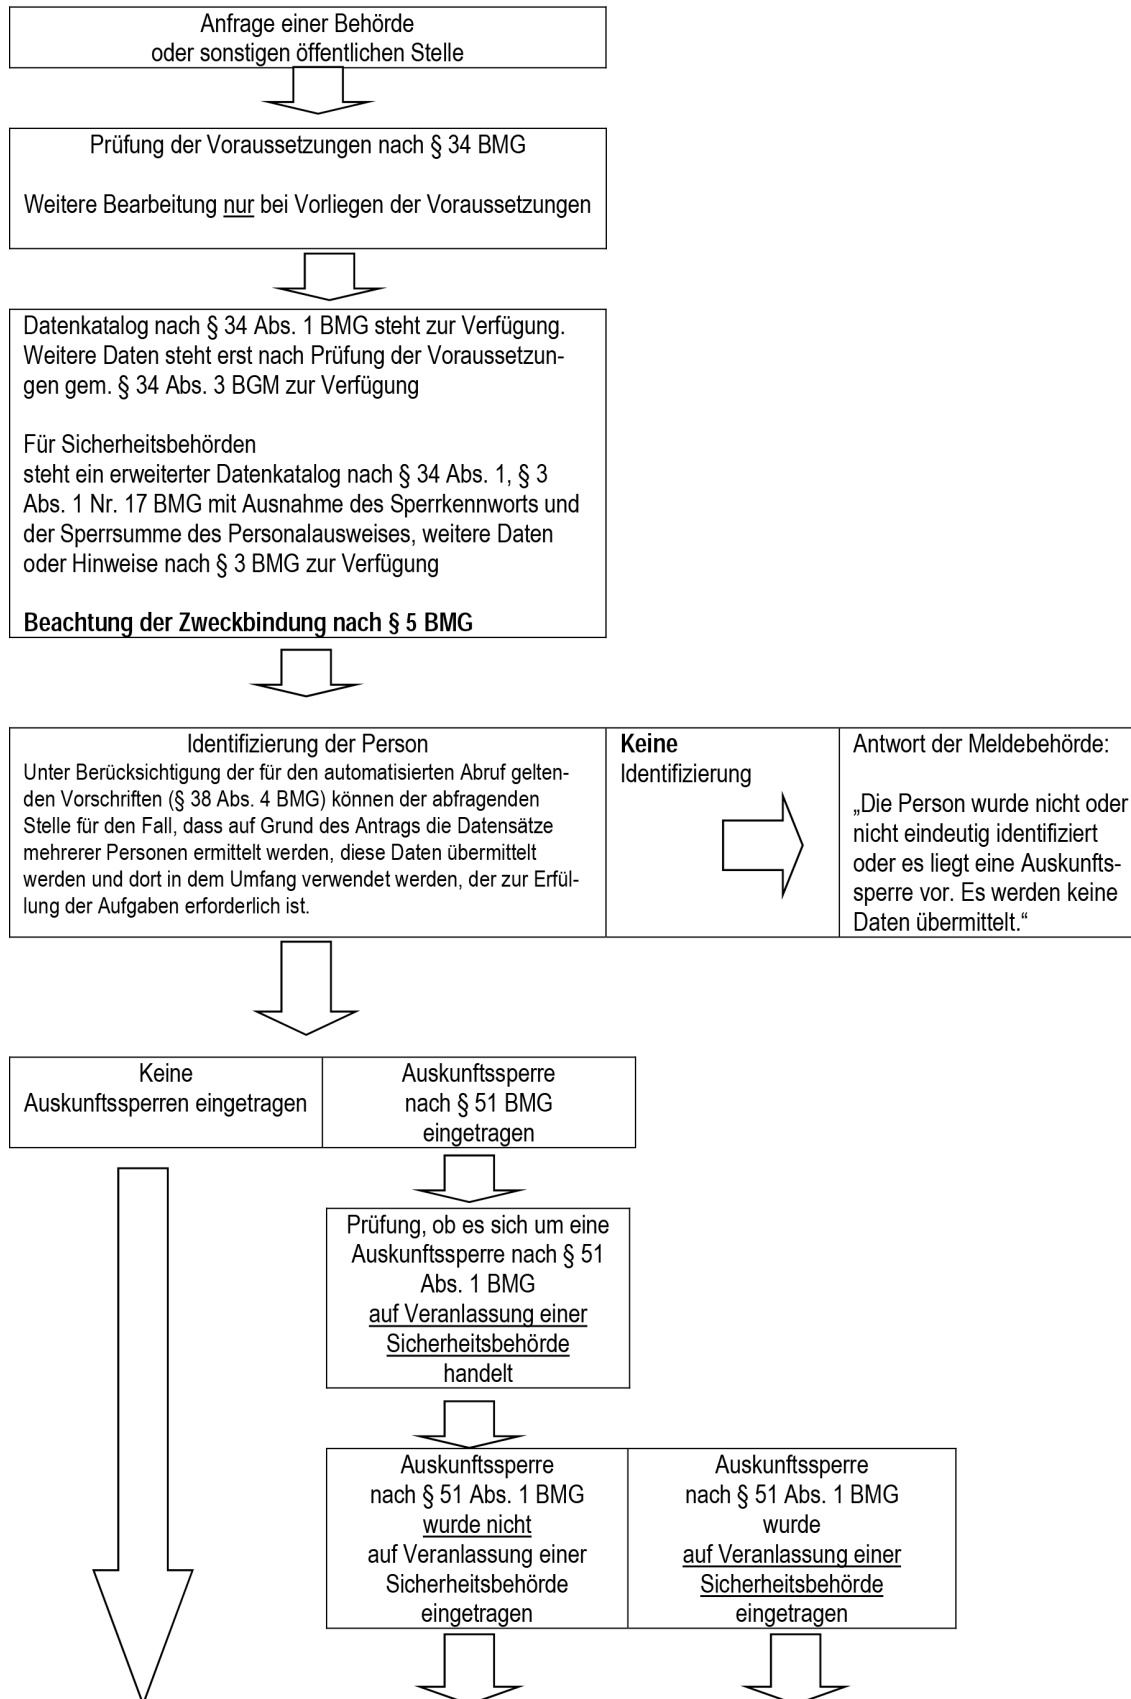 Anfrage einer Behörde
oder sonstigen öffentlichen Stelle
Prüfung der Voraussetzungen nach § 34 BMG
Weitere Bearbeitung nur bei Vorliegen der Voraussetzungen
Datenkatalog nach § 34 Abs. 1 BMG steht zur Verfügung.
Weitere Daten steht erst nach Prüfung der Voraussetzun-
gen gem. § 34 Abs. 3 BGM zur Verfügung
Für Sicherheitsbehörden
steht ein erweiterter Datenkatalog nach § 34 Abs. 1, § 3
Abs. 1 Nr. 17 BMG mit Ausnahme des Sperrkennworts und
der Sperrsumme des Personalausweises, weitere Daten
oder Hinweise nach § 3 BMG zur Verfügung
Beachtung der Zweckbindung nach § 5 BMG
Identifizierung der Person
Unter Berücksichtigung der für den automatisierten Abruf gelten-
den Vorschriften (§ 38 Abs. 4 BMG) können der abfragenden
Stelle für den Fall, dass auf Grund des Antrags die Datensätze
mehrerer Personen ermittelt werden, diese Daten übermittelt
werden und dort in dem Umfang verwendet werden, der zur Erfül-
lung der Aufgaben erforderlich ist.
Keine
Identifizierung
Antwort der Meldebehörde:
„Die Person wurde nicht oder
nicht eindeutig identifiziert
oder es liegt eine Auskunfts-
sperre vor. Es werden keine
Daten übermittelt.“
Keine
Auskunftssperren eingetragen
Auskunftssperre
nach § 51 BMG
eingetragen
Prüfung, ob es sich um eine
Auskunftssperre nach § 51
Abs. 1 BMG
auf Veranlassung einer
Sicherheitsbehörde
handelt
Auskunftssperre
nach § 51 Abs. 1 BMG
wurde nicht
auf Veranlassung einer
Sicherheitsbehörde
eingetragen
Auskunftssperre
nach § 51 Abs. 1 BMG
wurde
auf Veranlassung einer
Sicherheitsbehörde
eingetragen